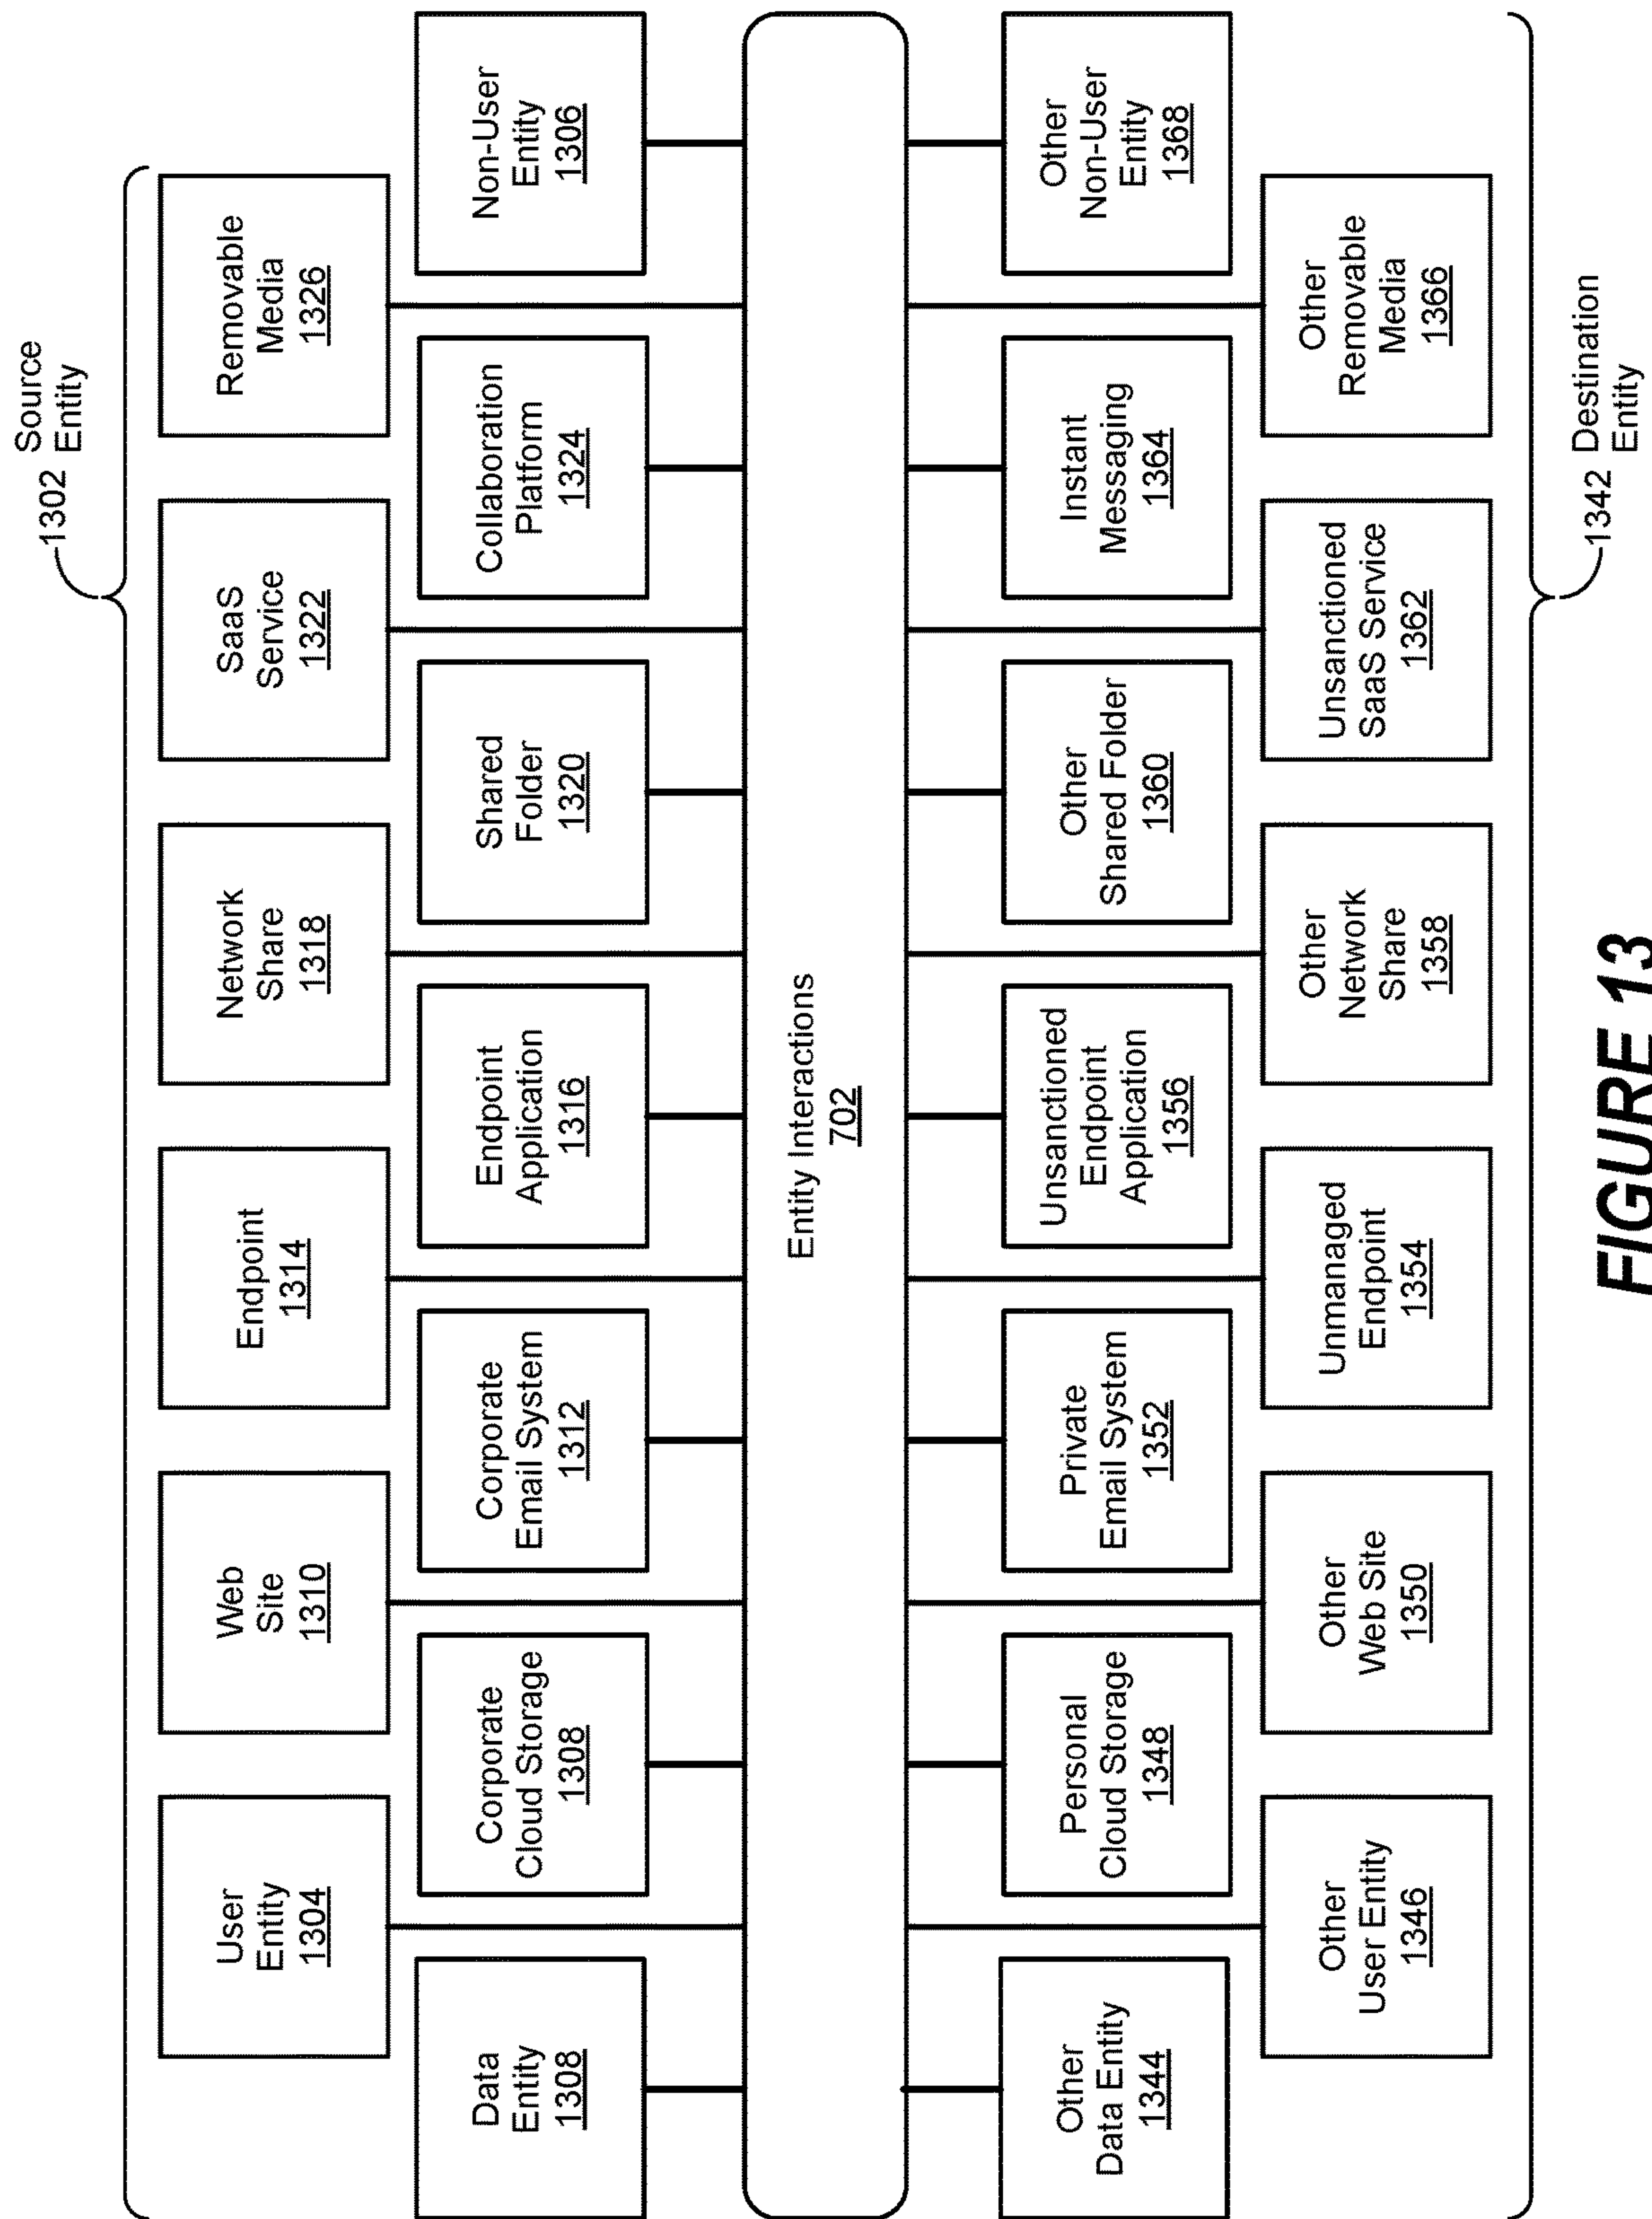 1302 Source
Entity
User
Entity
1304
Web
Site
1310
Endpoint
1314
Network
Share
1318
SaaS
Service
1322
Removable
Media
1326
Data
Entity
1308
Corporate
Cloud Storage
1308
Corporate
Email System
1312
Endpoint
Application
1316
Shared
Folder
1320
Collaboration
Platform
1324
Non-User
Entity
1306
Entity Interactions
702
Other
Data Entity
1344
Personal
Cloud Storage
1348
Private
Email System
1352
Unsanctioned
Endpoint
Application
1356
Other
Shared Folder
1360
Instant
Messaging
1364
Other
Non-User
Entity
1368
Other
User Entity
1346
Other
Web Site
1350
Unmanaged
Endpoint
1354
Other
Network
Share
1358
Unsanctioned
SaaS Service
1362
Other
Removable
Media
1366
1342 Destination
Entity
FIGURE 13